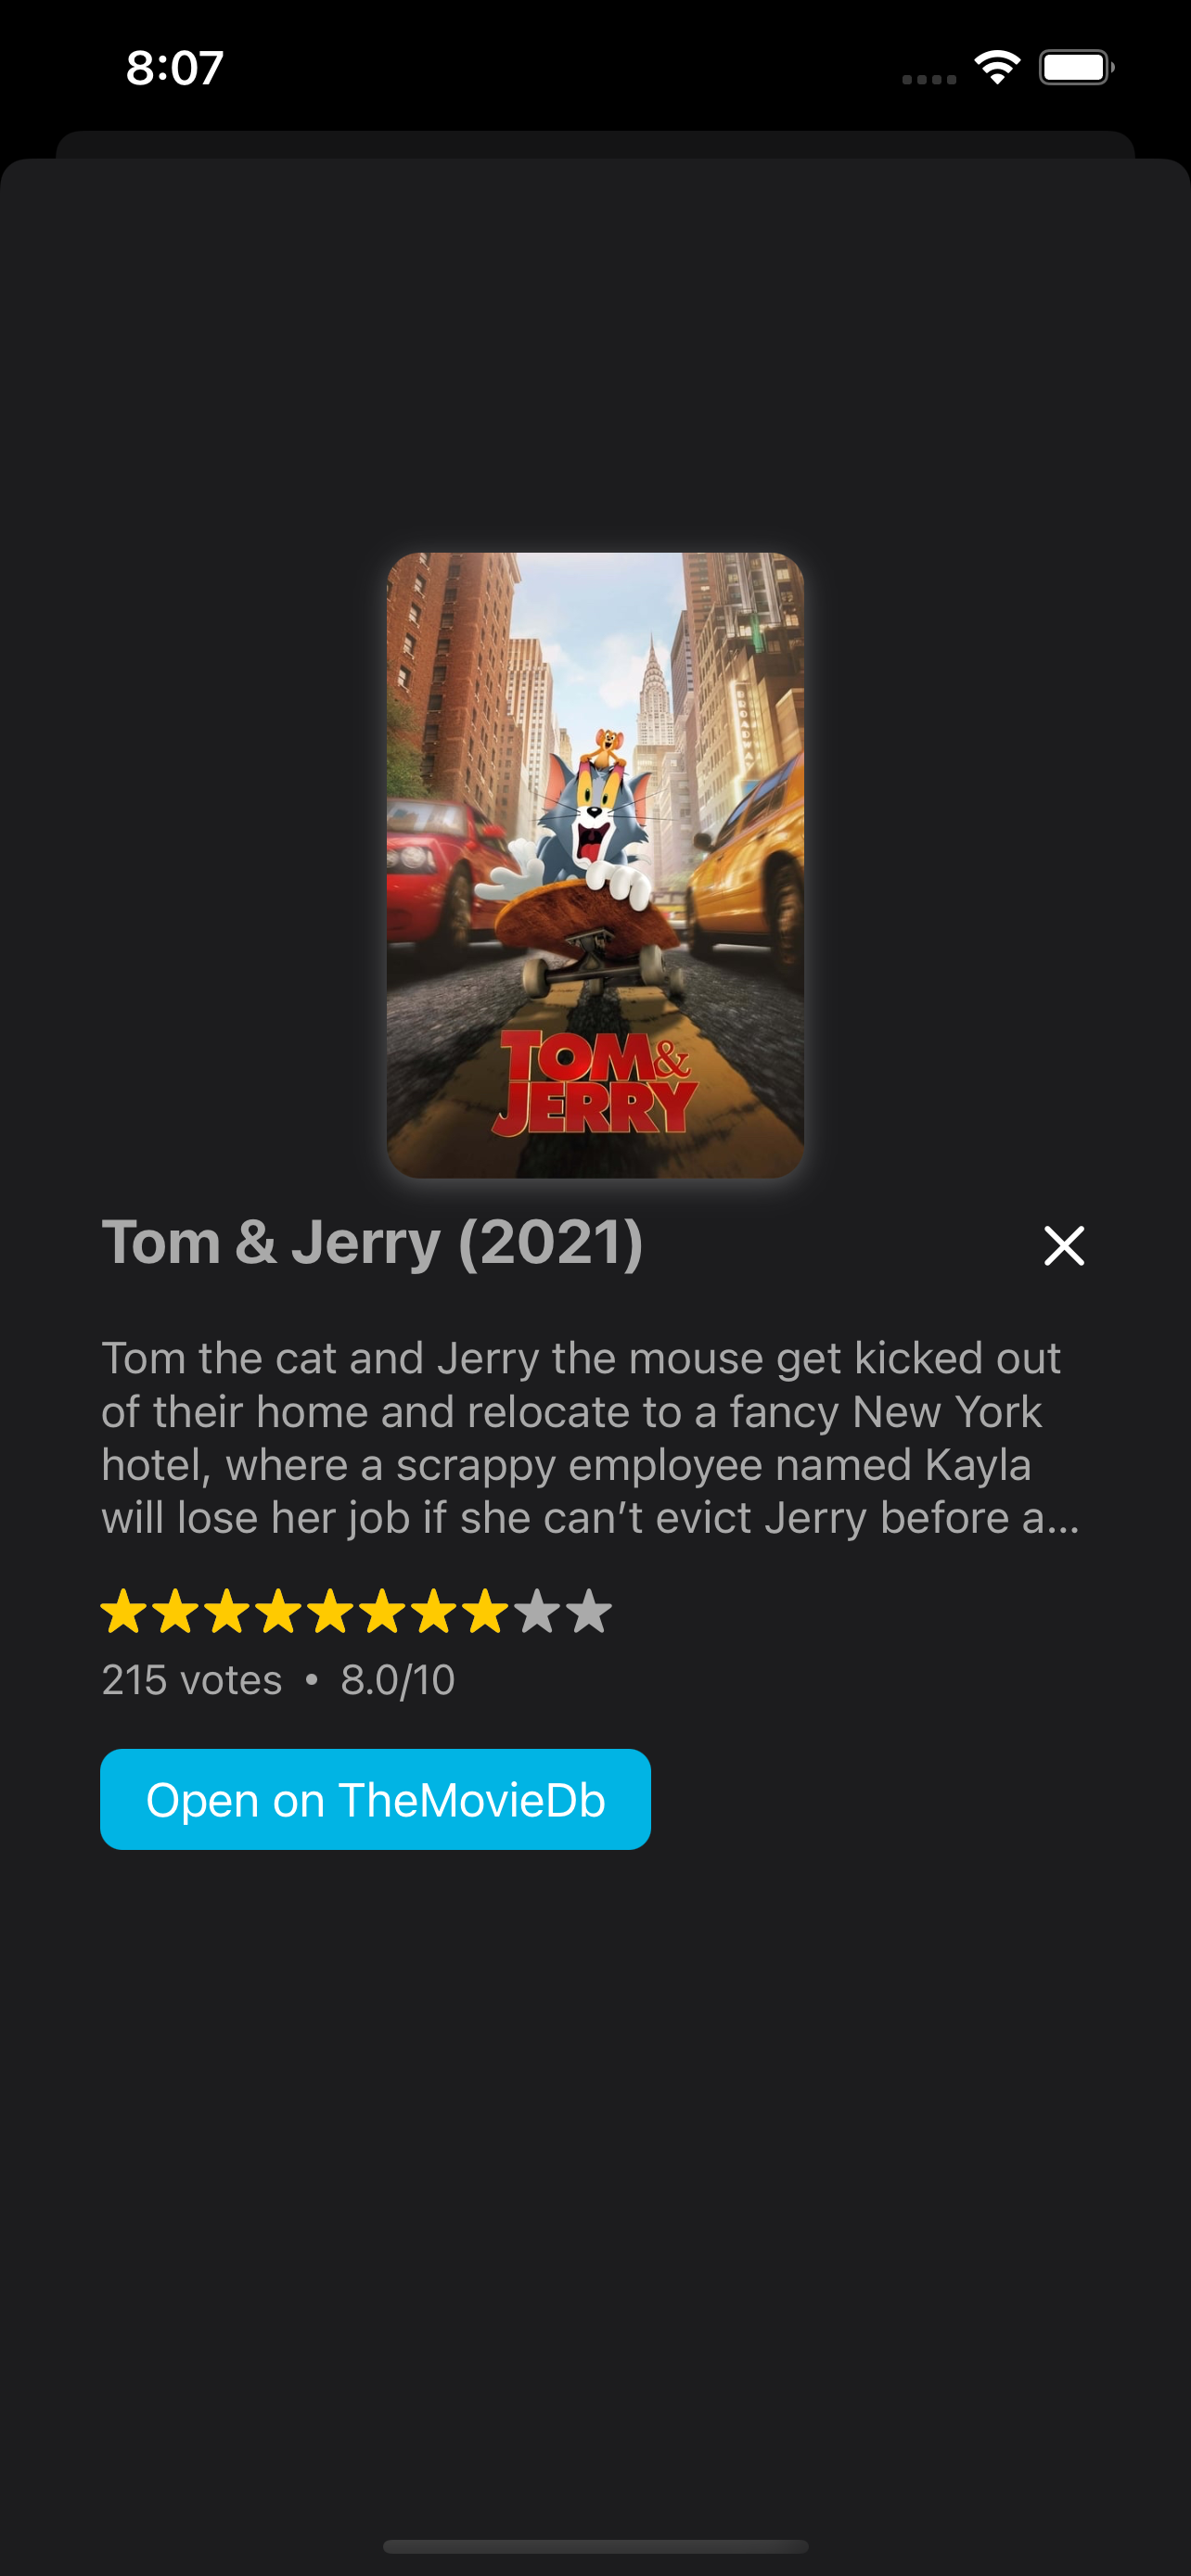 8:07
TOM&
JERRY
Tom & Jerry (2021)
Tom the cat and Jerry the mouse get kicked out
of their home and relocate to a fancy New York
hotel, where a scrappy employee named Kayla
will lose her job if she can’t evict Jerry before a...
215 votes • 8.0/10
Open on TheMovieDb